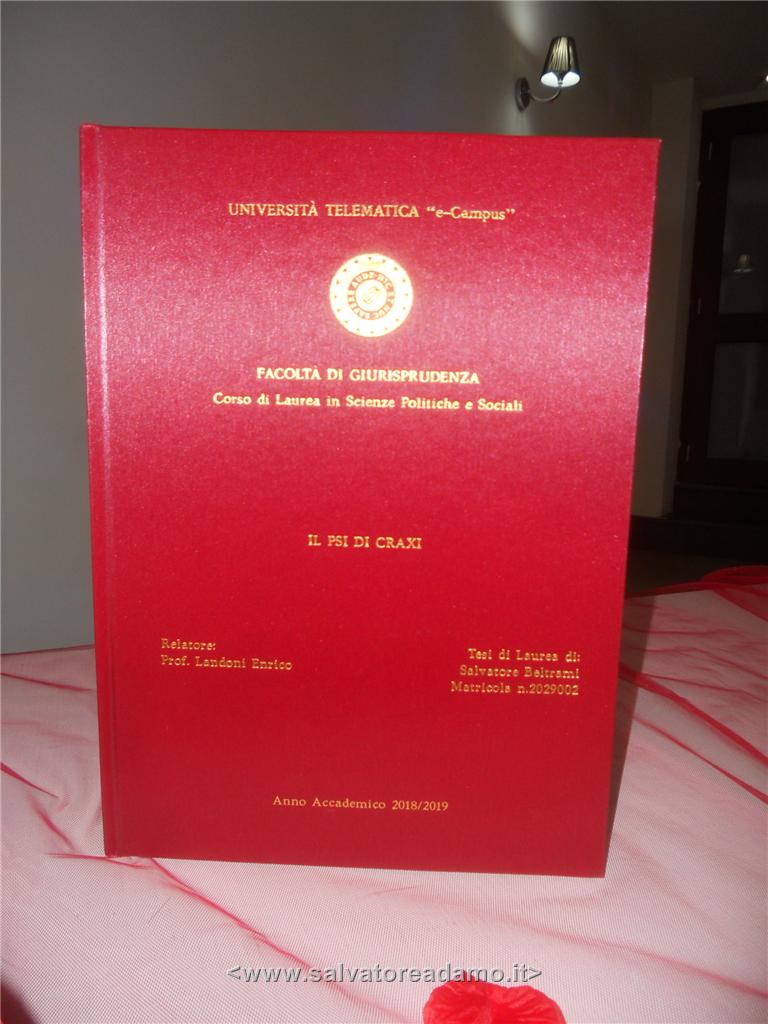 UNIVERSITÀ TELEMATICA “e-Campus”
FACOLTÀ DI GIURISPRUDENZA
Corso di Laurea in Scienze Politiche e Sociali
IL PSI DI CRAXI
Relatore:
Prof. Landoni Enrico
Tesi di Laurea di:
Salvatore Beltrami
Matricola n.2029002
Anno Accademico 2018/2019
<www.salvatoreadamo.it>